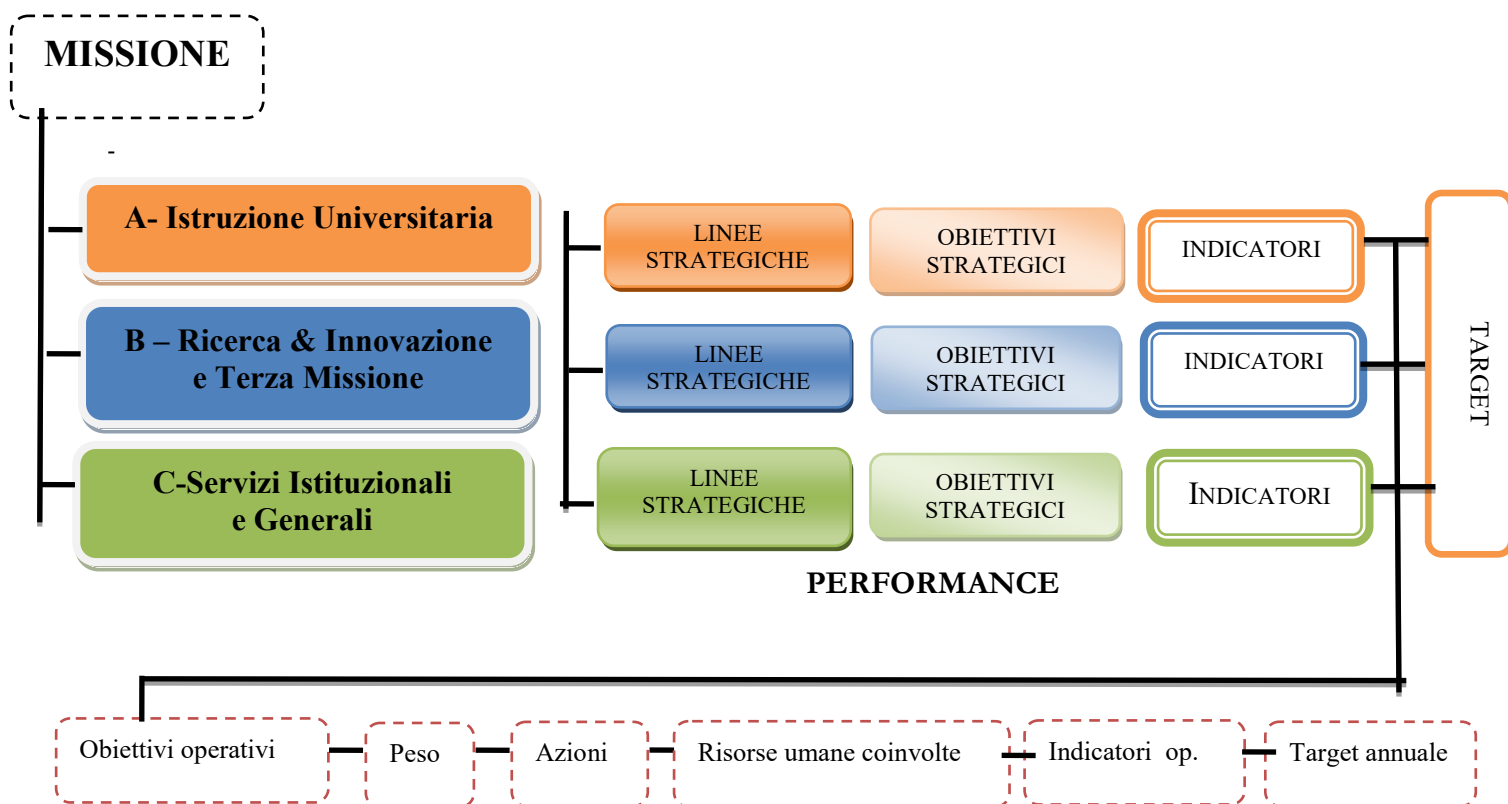 MISSIONE
-
A- Istruzione Universitaria
LINEE
STRATEGICHE
OBIETTIVI
STRATEGICI
INDICATORI
B – Ricerca & Innovazione
e Terza Missione
LINEE
STRATEGICHE
OBIETTIVI
STRATEGICI
INDICATORI
C-Servizi Istituzionali
e Generali
LINEE
STRATEGICHE
OBIETTIVI
STRATEGICI
INDICATORI
TARGET
PERFORMANCE
Obiettivi operativi
Peso
Azioni
Risorse umane coinvolte
Indicatori op.
Target annuale